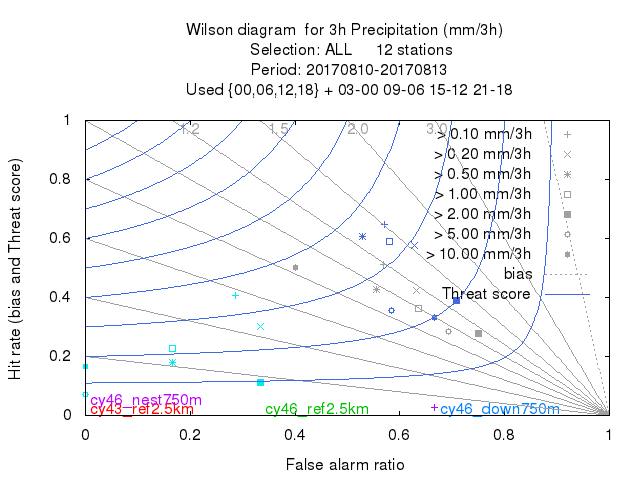 Wilson diagram  for 3h Precipitation (mm/3h)
Selection: ALL     12 stations
Period: 20170810-20170813
Used {00,06,12,18} + 03-00 09-06 15-12 21-18
1.2 1.5 2.0 3.0
> 0.10 mm/3h
> 0.20 mm/3h
> 0.50 mm/3h
> 1.00 mm/3h
> 2.00 mm/3h
> 5.00 mm/3h
> 10.00 mm/3h
bias
Threat score
1
0.8
0.6
0.4
0.2
0
Hit rate (bias and Threat score)
cy46_nest750m
cy43_ref2.5km cy46_ref2.5km cy46_down750m
0 0.2 0.4 0.6 0.8 1
False alarm ratio